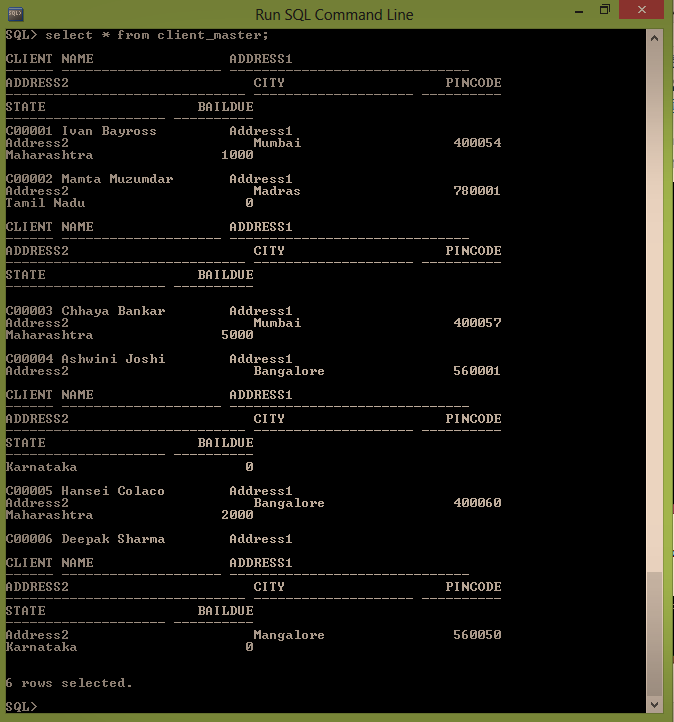 Run SQL Command Line
SQL> select * from client_master;
CLIENT NAME ADDRESS1
ADDRESS2 CITY PINCODE
STATE BAILDUE
C00001 Ivan Bayross Address1
Address2 Mumbai 400054
Maharashtra 1000
C00002 Mamta Muzumdar Address1
Address2 Madras 780001
Tamil Nadu 0
CLIENT NAME ADDRESS1
ADDRESS2 CITY PINCODE
STATE BAILDUE
C00003 Chhaya Bankar Address1
Address2 Mumbai 400057
Maharashtra 5000
C00004 Ashwini Joshi Address1
Address2 Bangalore 560001
CLIENT NAME ADDRESS1
ADDRESS2 CITY PINCODE
STATE BAILDUE
Karnataka 0
C00005 Hansei Colaco Address1
Address2 Bangalore 400060
Maharashtra 2000
C00006 Deepak Sharma Address1
CLIENT NAME ADDRESS1
ADDRESS2 CITY PINCODE
STATE BAILDUE
Address2 Mangalore 560050
Karnataka 0
6 rows selected.
SQL>